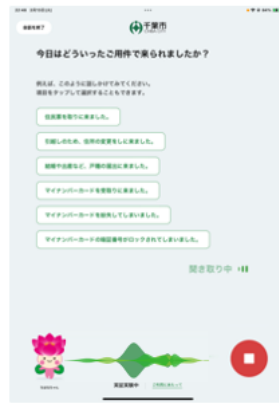 千葉市
CHIBA CITY
今日はどういったご用件で来られましたか？
例えば、このように話しかけてみてください。
項目をタップして選択することもできます。
住民票を取りに来ました。
引越しのため、住所の変更をしに来ました。
結婚や出産など、戸籍の届出に来ました。
マイナンバーカードを受取りに来ました。
マイナンバーカードを紛失してしまいました。
マイナンバーカードの暗証番号がロックされてしまいました。
聞き取り中
実証実験中